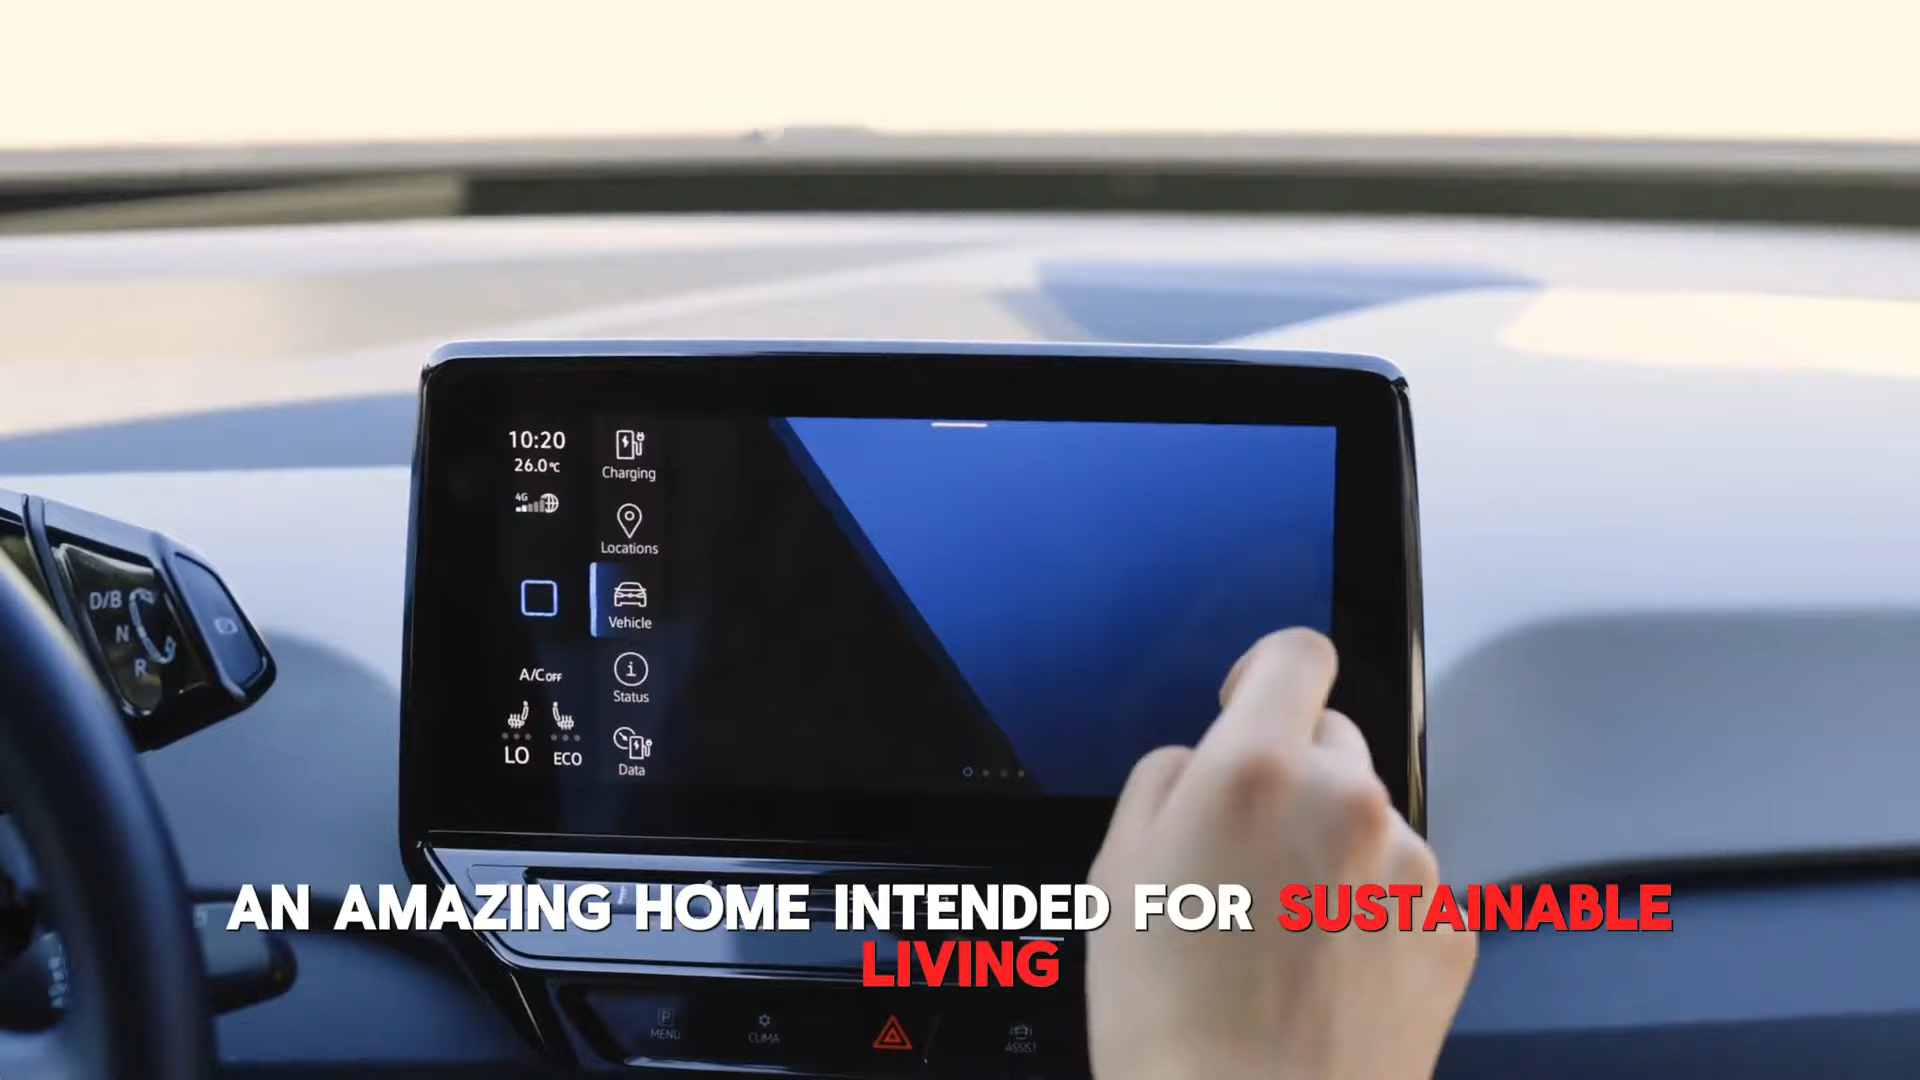 10:20
26.0°C
4G
Charging
Locations
Vehicle
A/C OFF
Status
LO
ECO
Data
D/B
N
R
AN AMAZING HOME INTENDED FOR SUSTAINABLE
LIVING
P
MENU
CLIMA
ASSIST